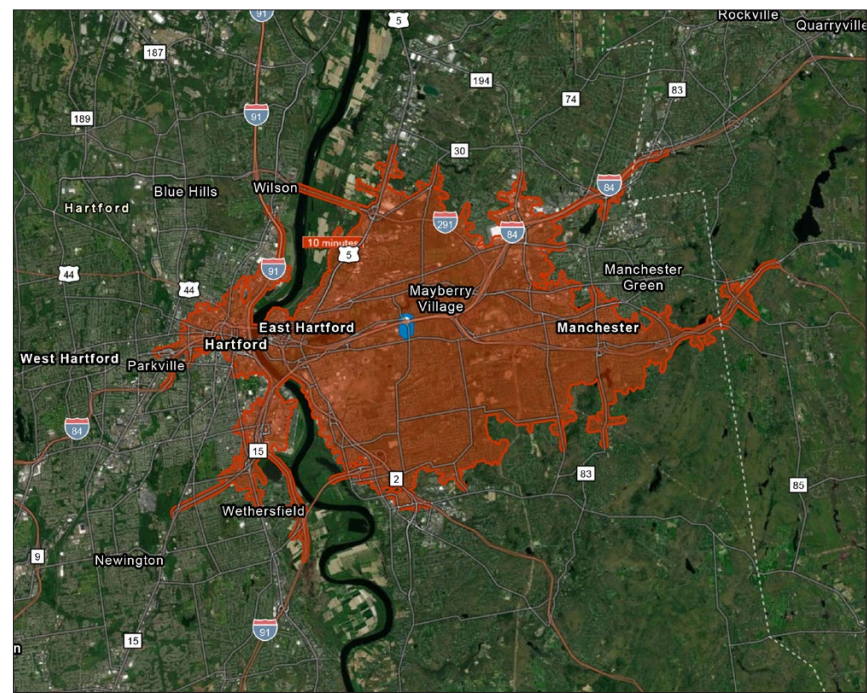 91
5
Rockville
Quarryville
187
194
83
74
91
189
30
84
Blue Hills
Wilson
Hartford
291
84
10 minutes
5
91
44
Manchester
Green
44
Mayberry
Village
East Hartford
Manchester
Hartford
West Hartford
Parkville
84
15
2
83
85
Wethersfield
9
Newington
91
15
n